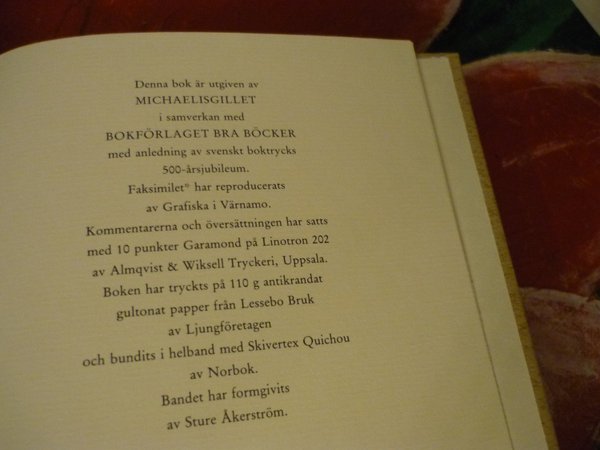 Denna bok är utgiven av
MICHAELISGILLET
i samverkan med
BOKFÖRLAGET BRA BÖCKER
med anledning av svenskt boktrycks
500-årsjubileum.
Faksimilet® har reproducerats
av Grafiska i Värnamo.
Kommentarerna och översättningen har satts
med 10 punkter Garamond på Linotron 202
av Almqvist & Wiksell Tryckeri, Uppsala.
Boken har tryckts på 110 g antikrandat
gultonat papper från Lessebo Bruk
av Ljungföretagen
och bundits i helband med Skivertex Quichou
av Norbok.
Bandet har formgivits
av Sture Åkerström.